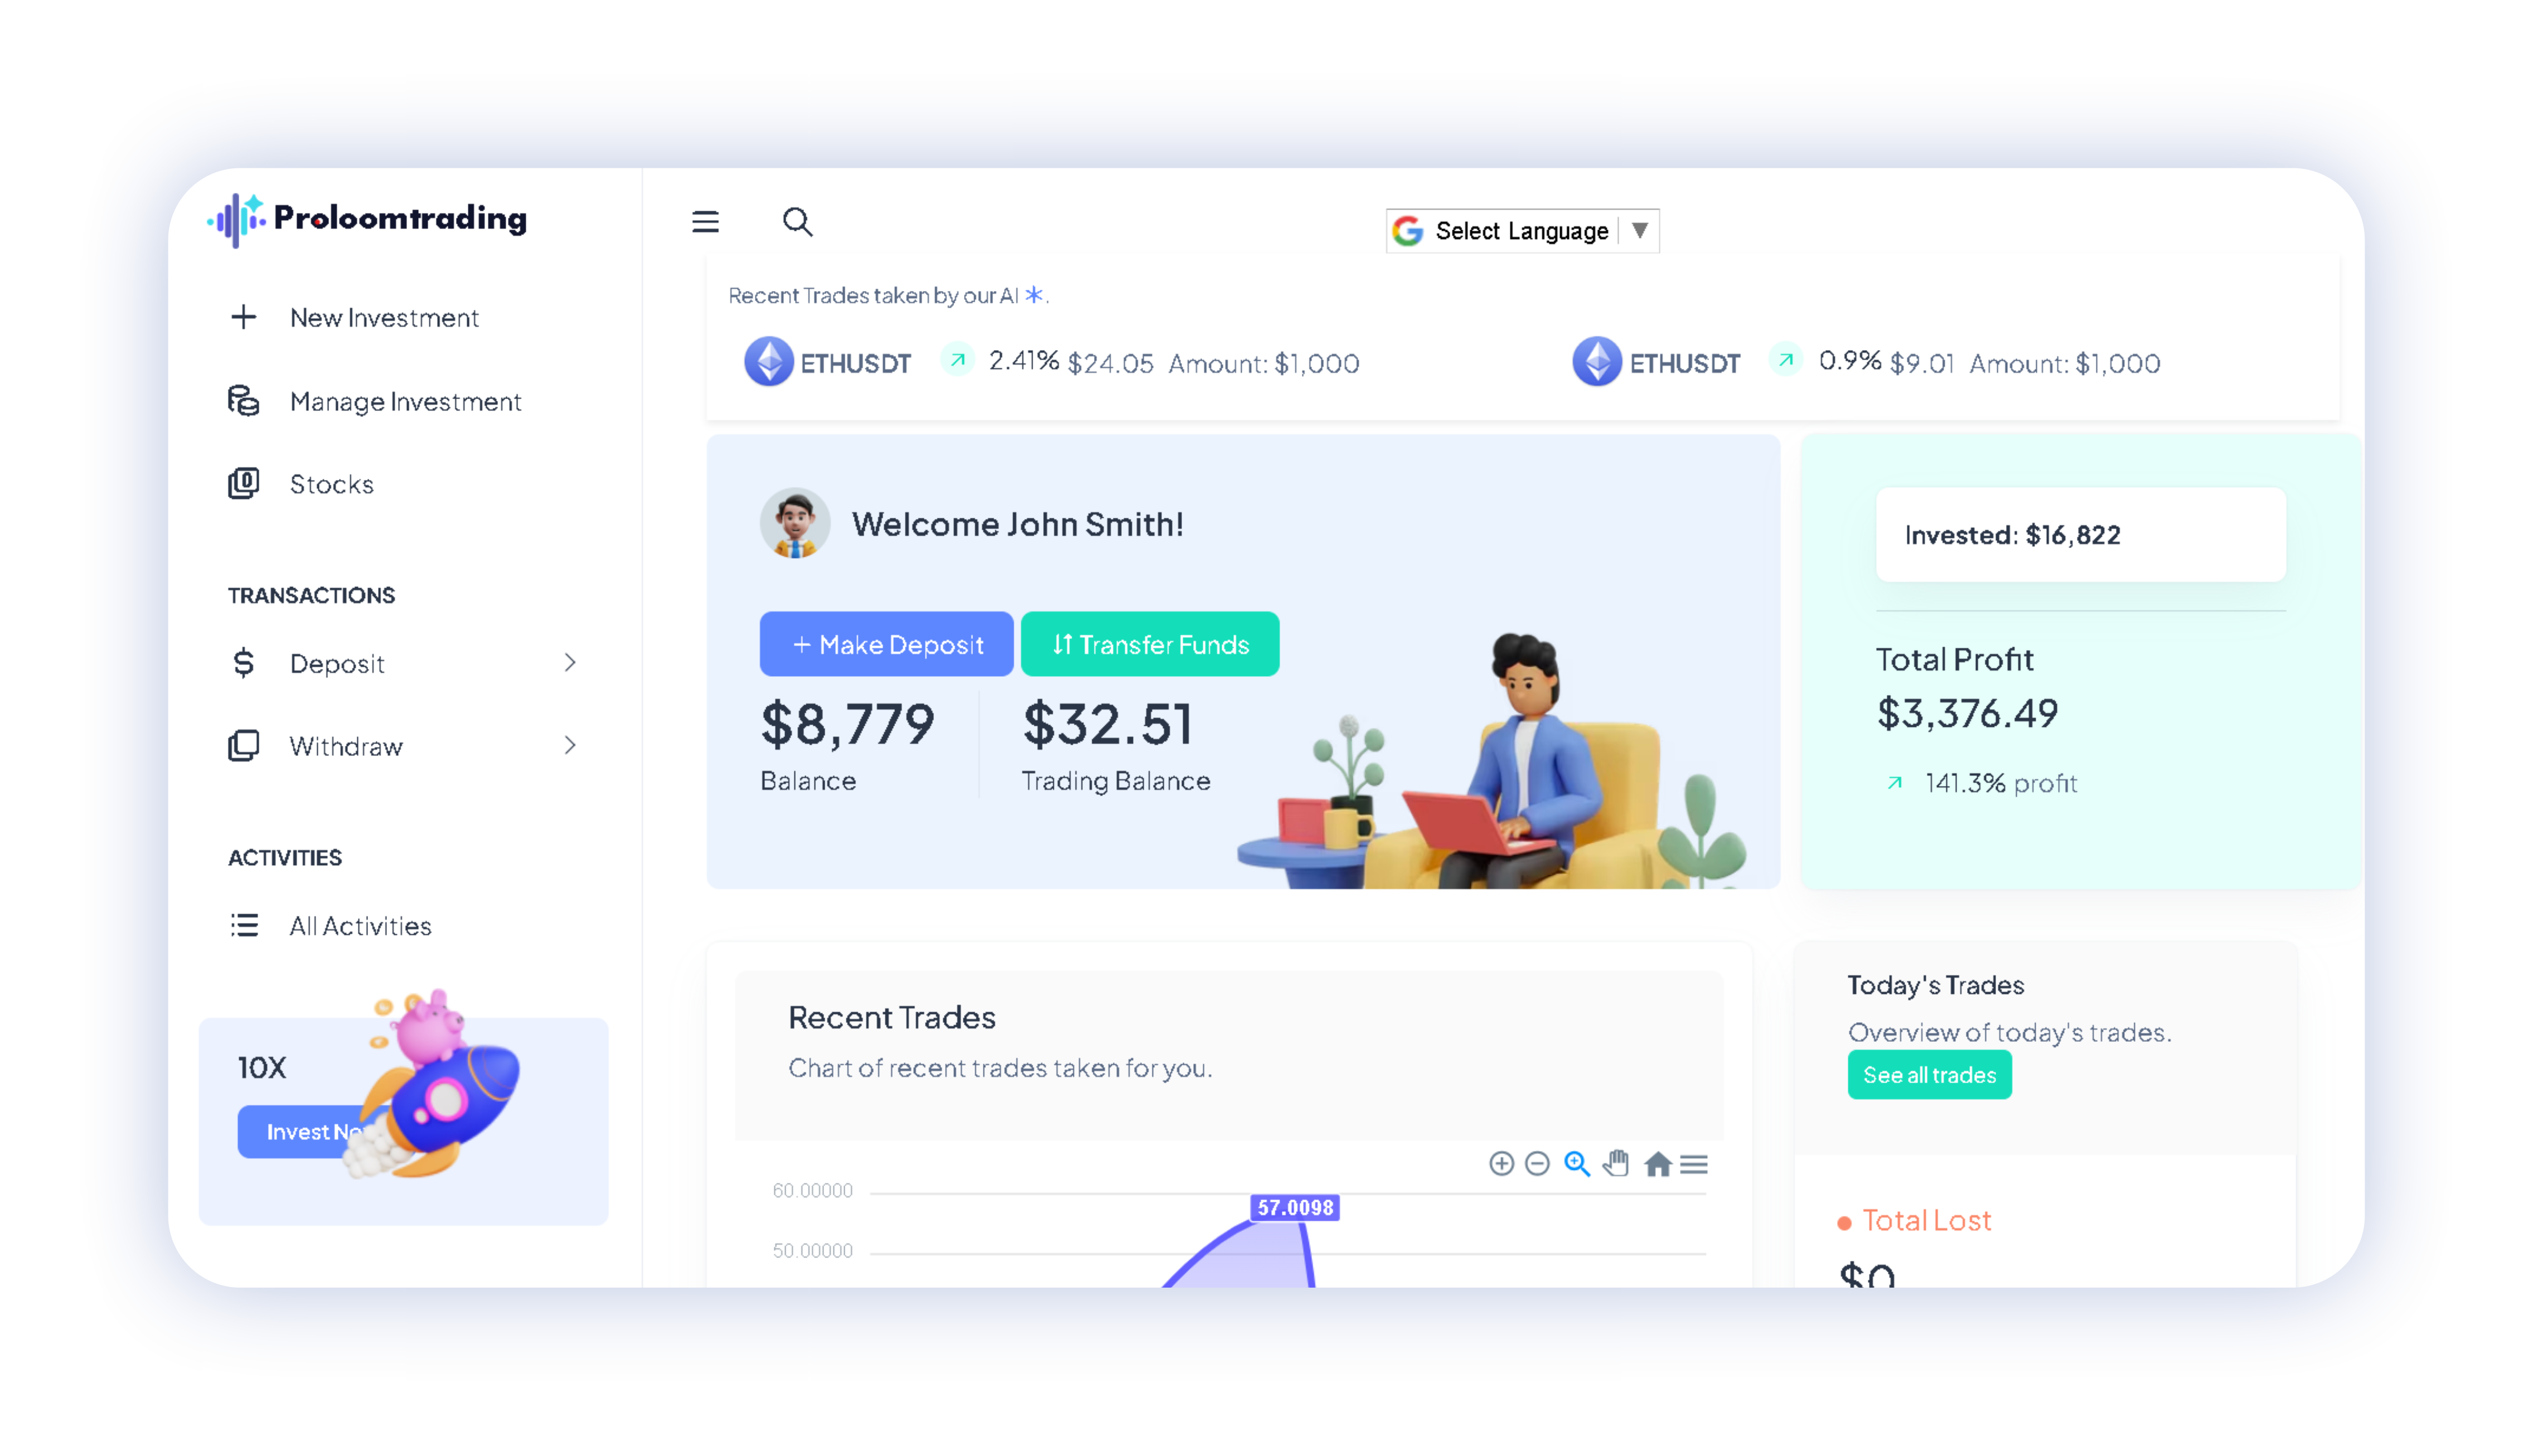 Proloomtrading
New Investment
Manage Investment
Stocks
TRANSACTIONS
Deposit
Withdraw
ACTIVITIES
All Activities
10X
Invest
Select Language ▼
Recent Trades taken by our AI *.
ETHUSDT 2.41% $24.05 Amount: $1,000
ETHUSDT 0.9% $9.01 Amount: $1,000
Welcome John Smith!
+ Make Deposit
Transfer Funds
$8,779
Balance
$32.51
Trading Balance
Invested: $16,822
Total Profit
$3,376.49
141.3% profit
Recent Trades
Chart of recent trades taken for you.
60.00000
57.0098
50.00000
Today's Trades
Overview of today's trades.
See all trades
Total Lost
$0